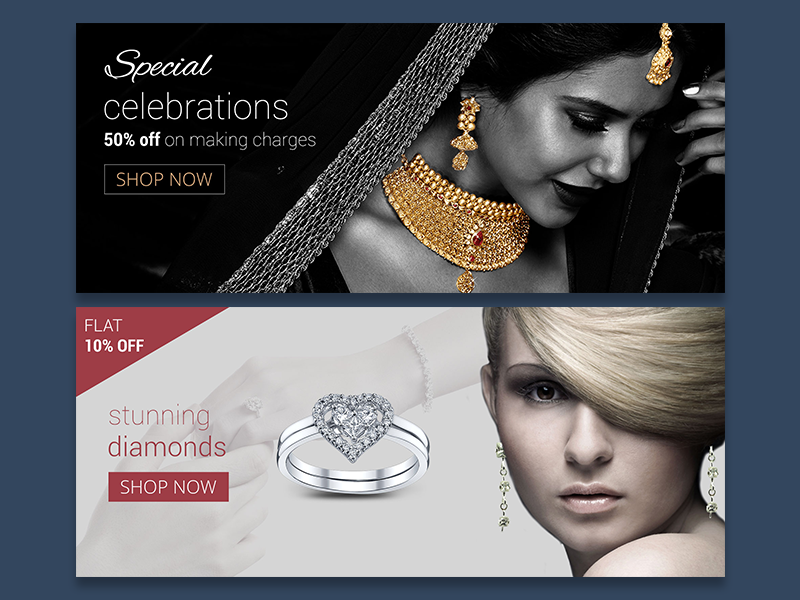 Special
celebrations
50% off on making charges
SHOP NOW
FLAT
10% OFF
stunning
diamonds
SHOP NOW